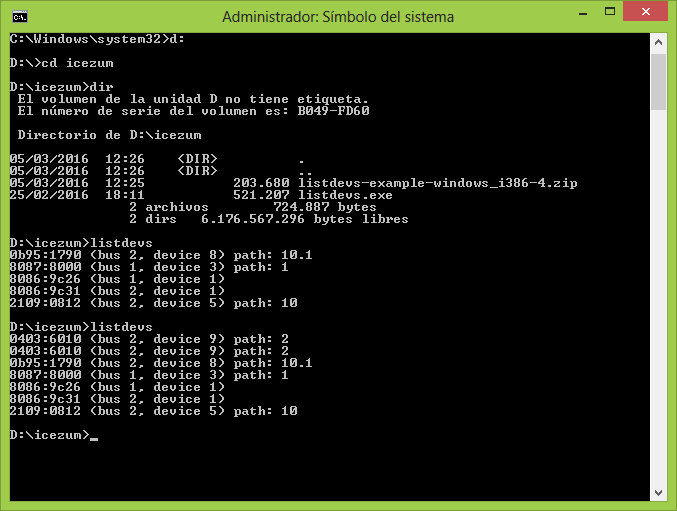 Administrador: Símbolo del sistema
C:\Windows\system32>d:
D:\>cd icezum
D:\icezum>dir
El volumen de la unidad D no tiene etiqueta.
El número de serie del volumen es: B049-FD60
Directorio de D:\icezum
05/03/2016  12:26    <DIR>          .
05/03/2016  12:26    <DIR>          ..
05/03/2016  12:25           203.680 listdevs-example-windows_i386-4.zip
25/02/2016  18:11           521.207 listdevs.exe
2 archivos        724.887 bytes
2 dirs   6.176.567.296 bytes libres
D:\icezum>listdevs
0b95:1790 (bus 2, device 8) path: 10.1
8087:8000 (bus 1, device 3) path: 1
8086:9c26 (bus 1, device 1)
8086:9c31 (bus 2, device 1)
2109:0812 (bus 2, device 5) path: 10
D:\icezum>listdevs
0403:6010 (bus 2, device 9) path: 2
0403:6010 (bus 2, device 9) path: 2
0b95:1790 (bus 2, device 8) path: 10.1
8087:8000 (bus 1, device 3) path: 1
8086:9c26 (bus 1, device 1)
8086:9c31 (bus 2, device 1)
2109:0812 (bus 2, device 5) path: 10
D:\icezum>_